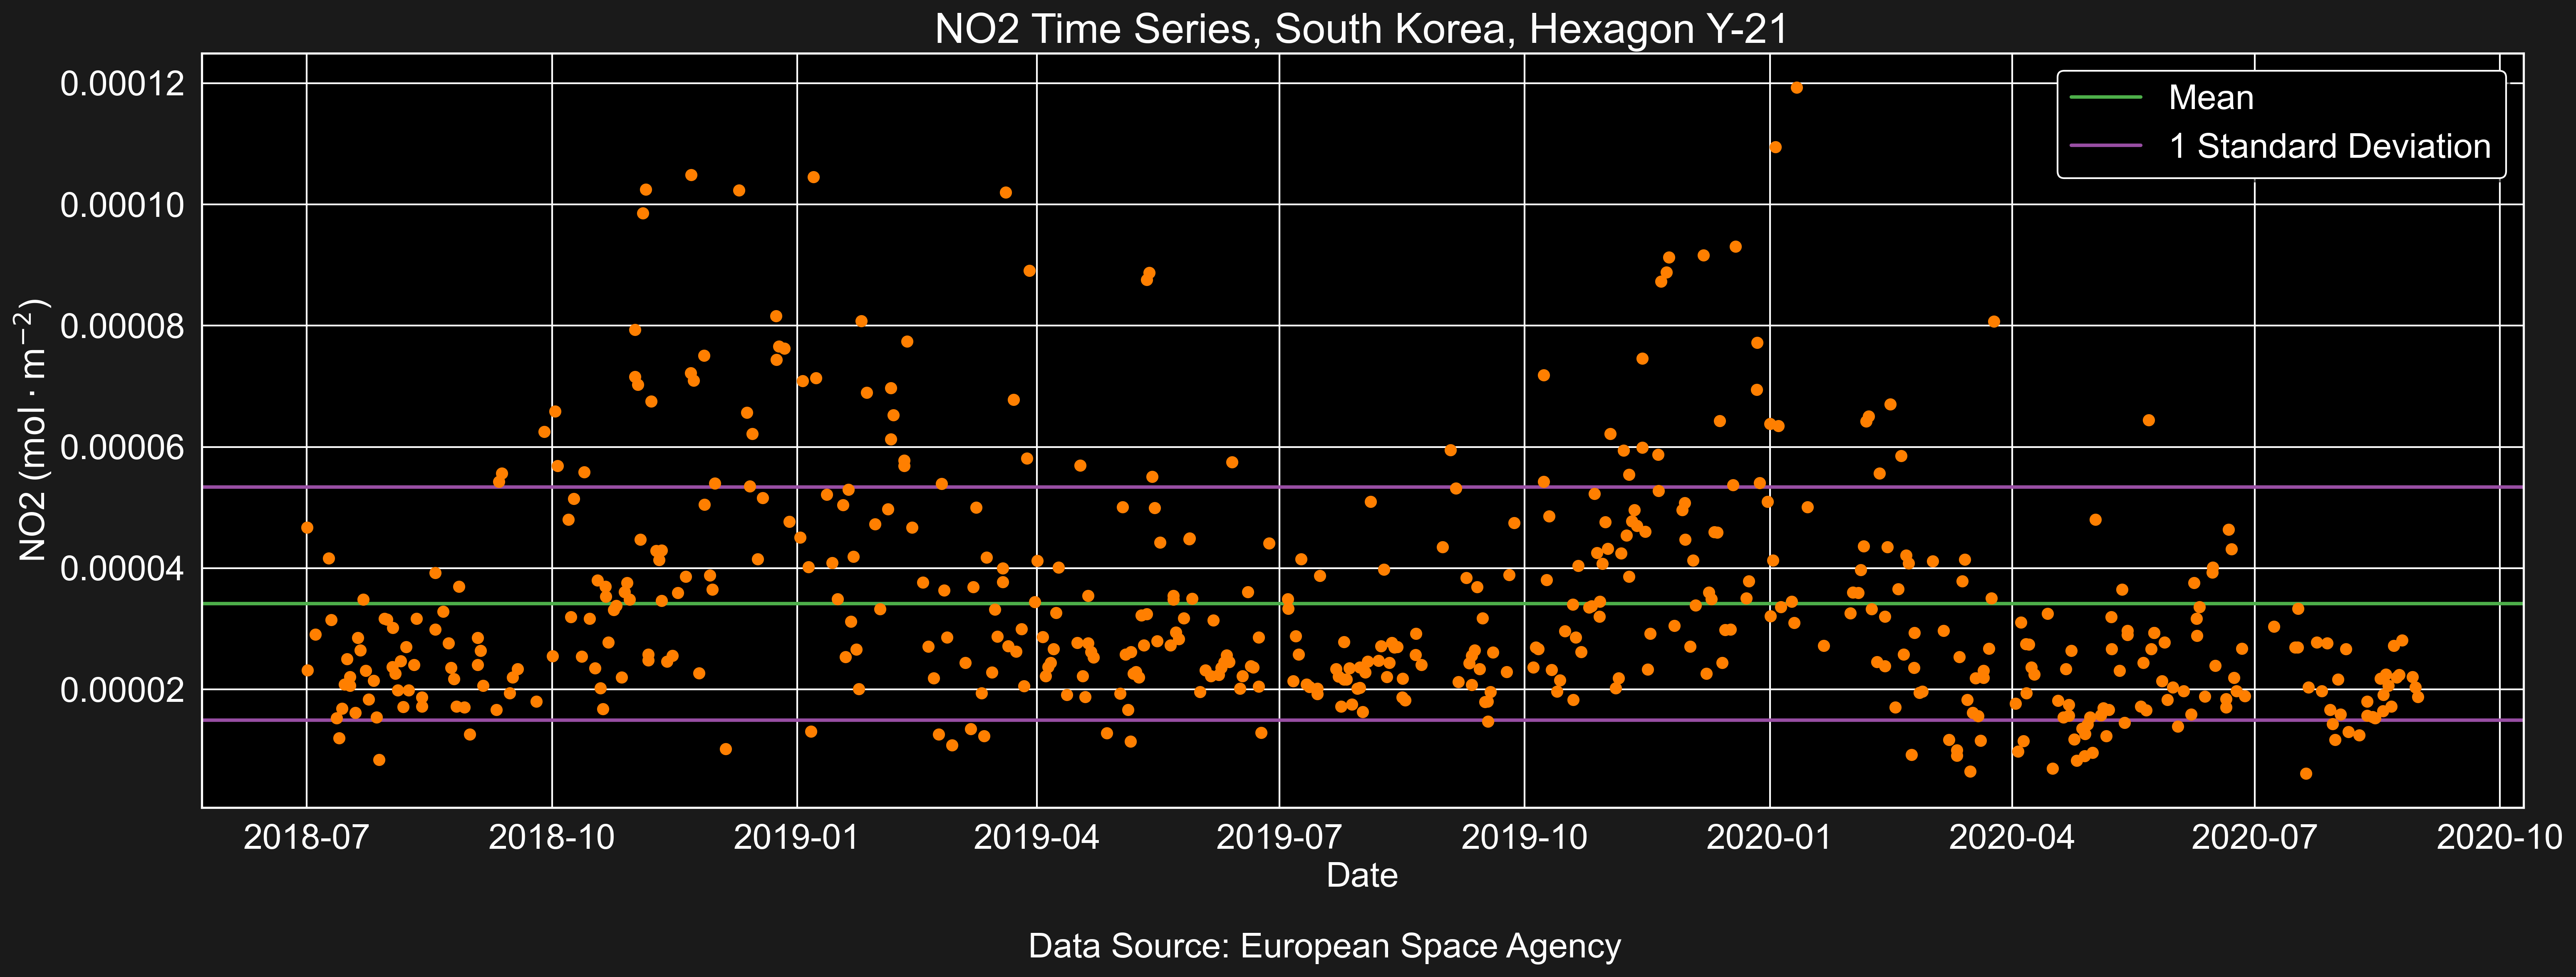 NO2 Time Series, South Korea, Hexagon Y-21
0.00012
0.00010
0.00008
0.00006
0.00004
0.00002
NO2 (mol · m⁻²)
Mean
1 Standard Deviation
2018-07 2018-10 2019-01 2019-04 2019-07 2019-10 2020-01 2020-04 2020-07 2020-10
Date
Data Source: European Space Agency